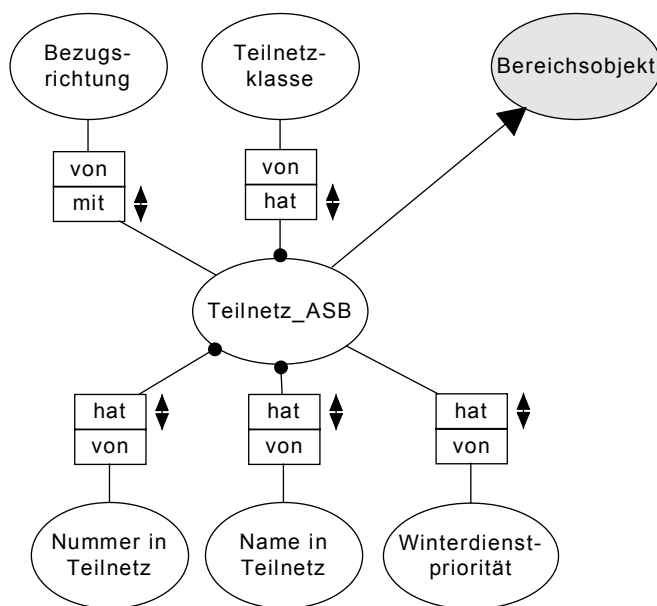 Bezugs-
richtung
Teilnetz-
klasse
Bereichsobjekt
von
mit
von
hat
Teilnetz_ASB
hat
von
hat
von
hat
von
Nummer in
Teilnetz
Name in
Teilnetz
Winterdienst-
priorität